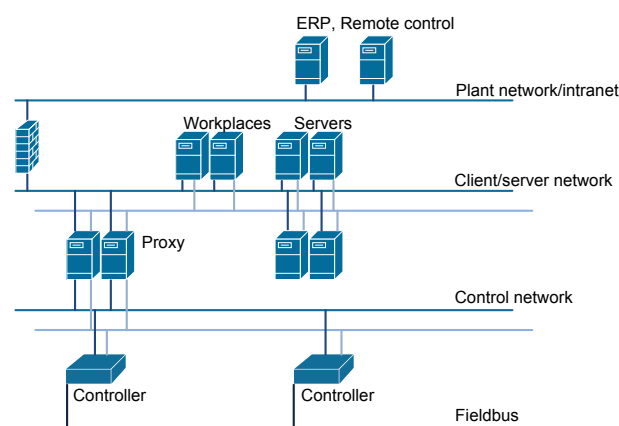 ERP, Remote control
Plant network/intranet
Workplaces
Servers
Client/server network
Proxy
Control network
Controller
Controller
Fieldbus